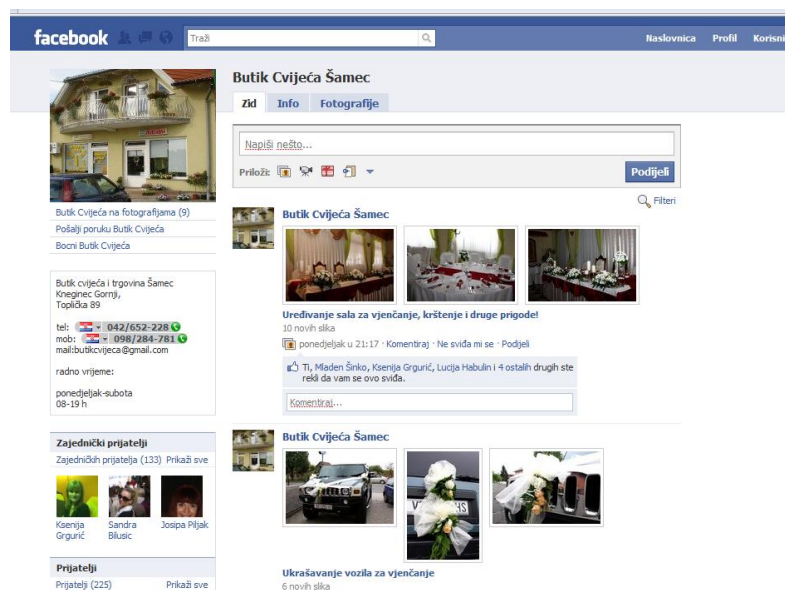 facebook
Traži
Naslovnica Profil Korisni
Butik Cvijeća Šamec
Zid Info Fotografije
Napiši nešto...
Priloži:
Podijeli
Filteri
Butik Cvijeća na fotografijama (9)
Pošalji poruku Butik Cvijeća
Bocni Butik Cvijeća
Butik cvijeća i trgovina Šamec
Kneginec Gornji,
Toplička 89
tel: 042/652-228
mob: 098/284-781
mail:butikcvijeca@gmail.com
radno vrijeme:
ponedjeljak-subota
08-19 h
Zajednički prijatelji
Zajedničkih prijatelja (133) Prikaži sve
Ksenija
Grgurić
Sandra
Bilusic
Josipa Piljak
Prijatelji
Prijatelji (225) Prikaži sve
Butik Cvijeća Šamec
Uređivanje sala za vjenčanje, krštenje i druge prigode!
10 novih slika
ponedjeljak u 21:17 · Komentiraj · Ne sviđa mi se · Podijeli
Ti, Mladen Šinko, Ksenija Grgurić, Lucija Habulin i 4 ostalih drugih ste
rekli da vam se ovo sviđa.
Komentiraj...
Butik Cvijeća Šamec
Ukrašavanje vozila za vjenčanje
6 novih slika